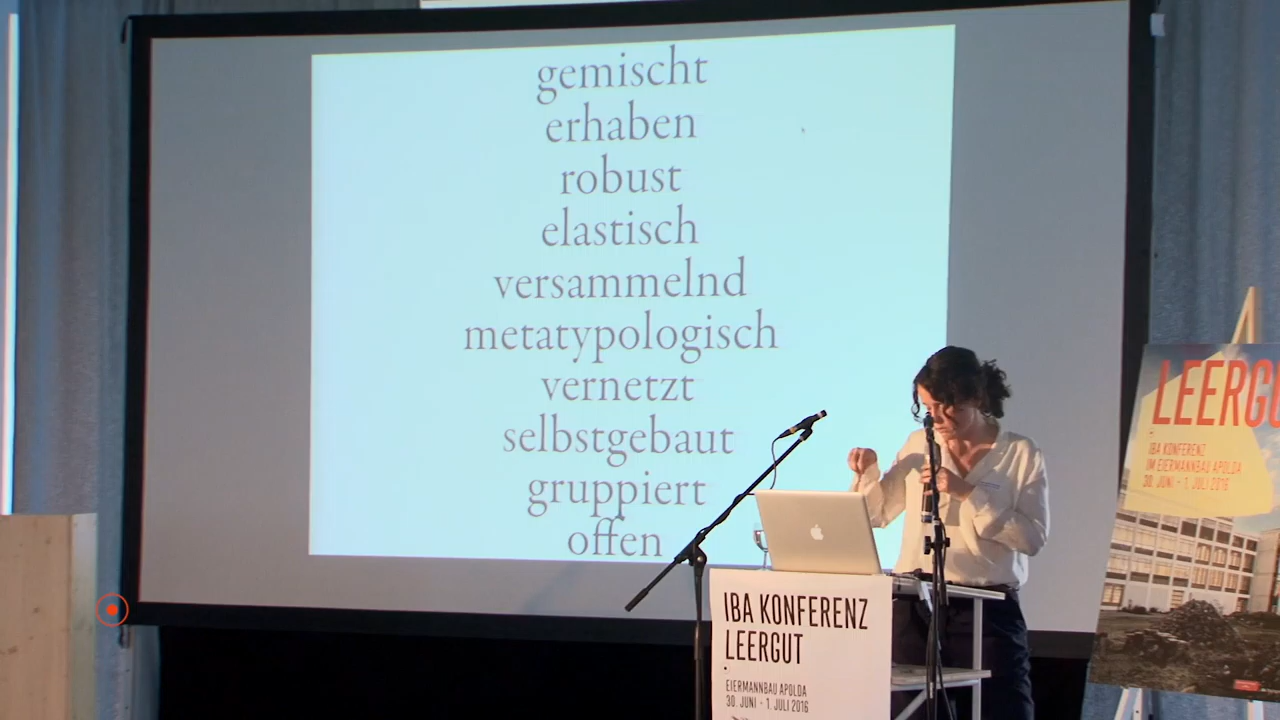 gemischt
erhaben
robust
elastisch
versammelnd
metatypologisch
vernetzt
selbstgebaut
gruppiert
offen
IBA KONFERENZ
LEERGUT
EIERMANNBAU APOLDA
30. JUNI - 1. JULI 2016
LEERGU
IBA KONFERENZ
IM EIERMANNBAU APOLDA
30. JUNI - 1. JULI 2016